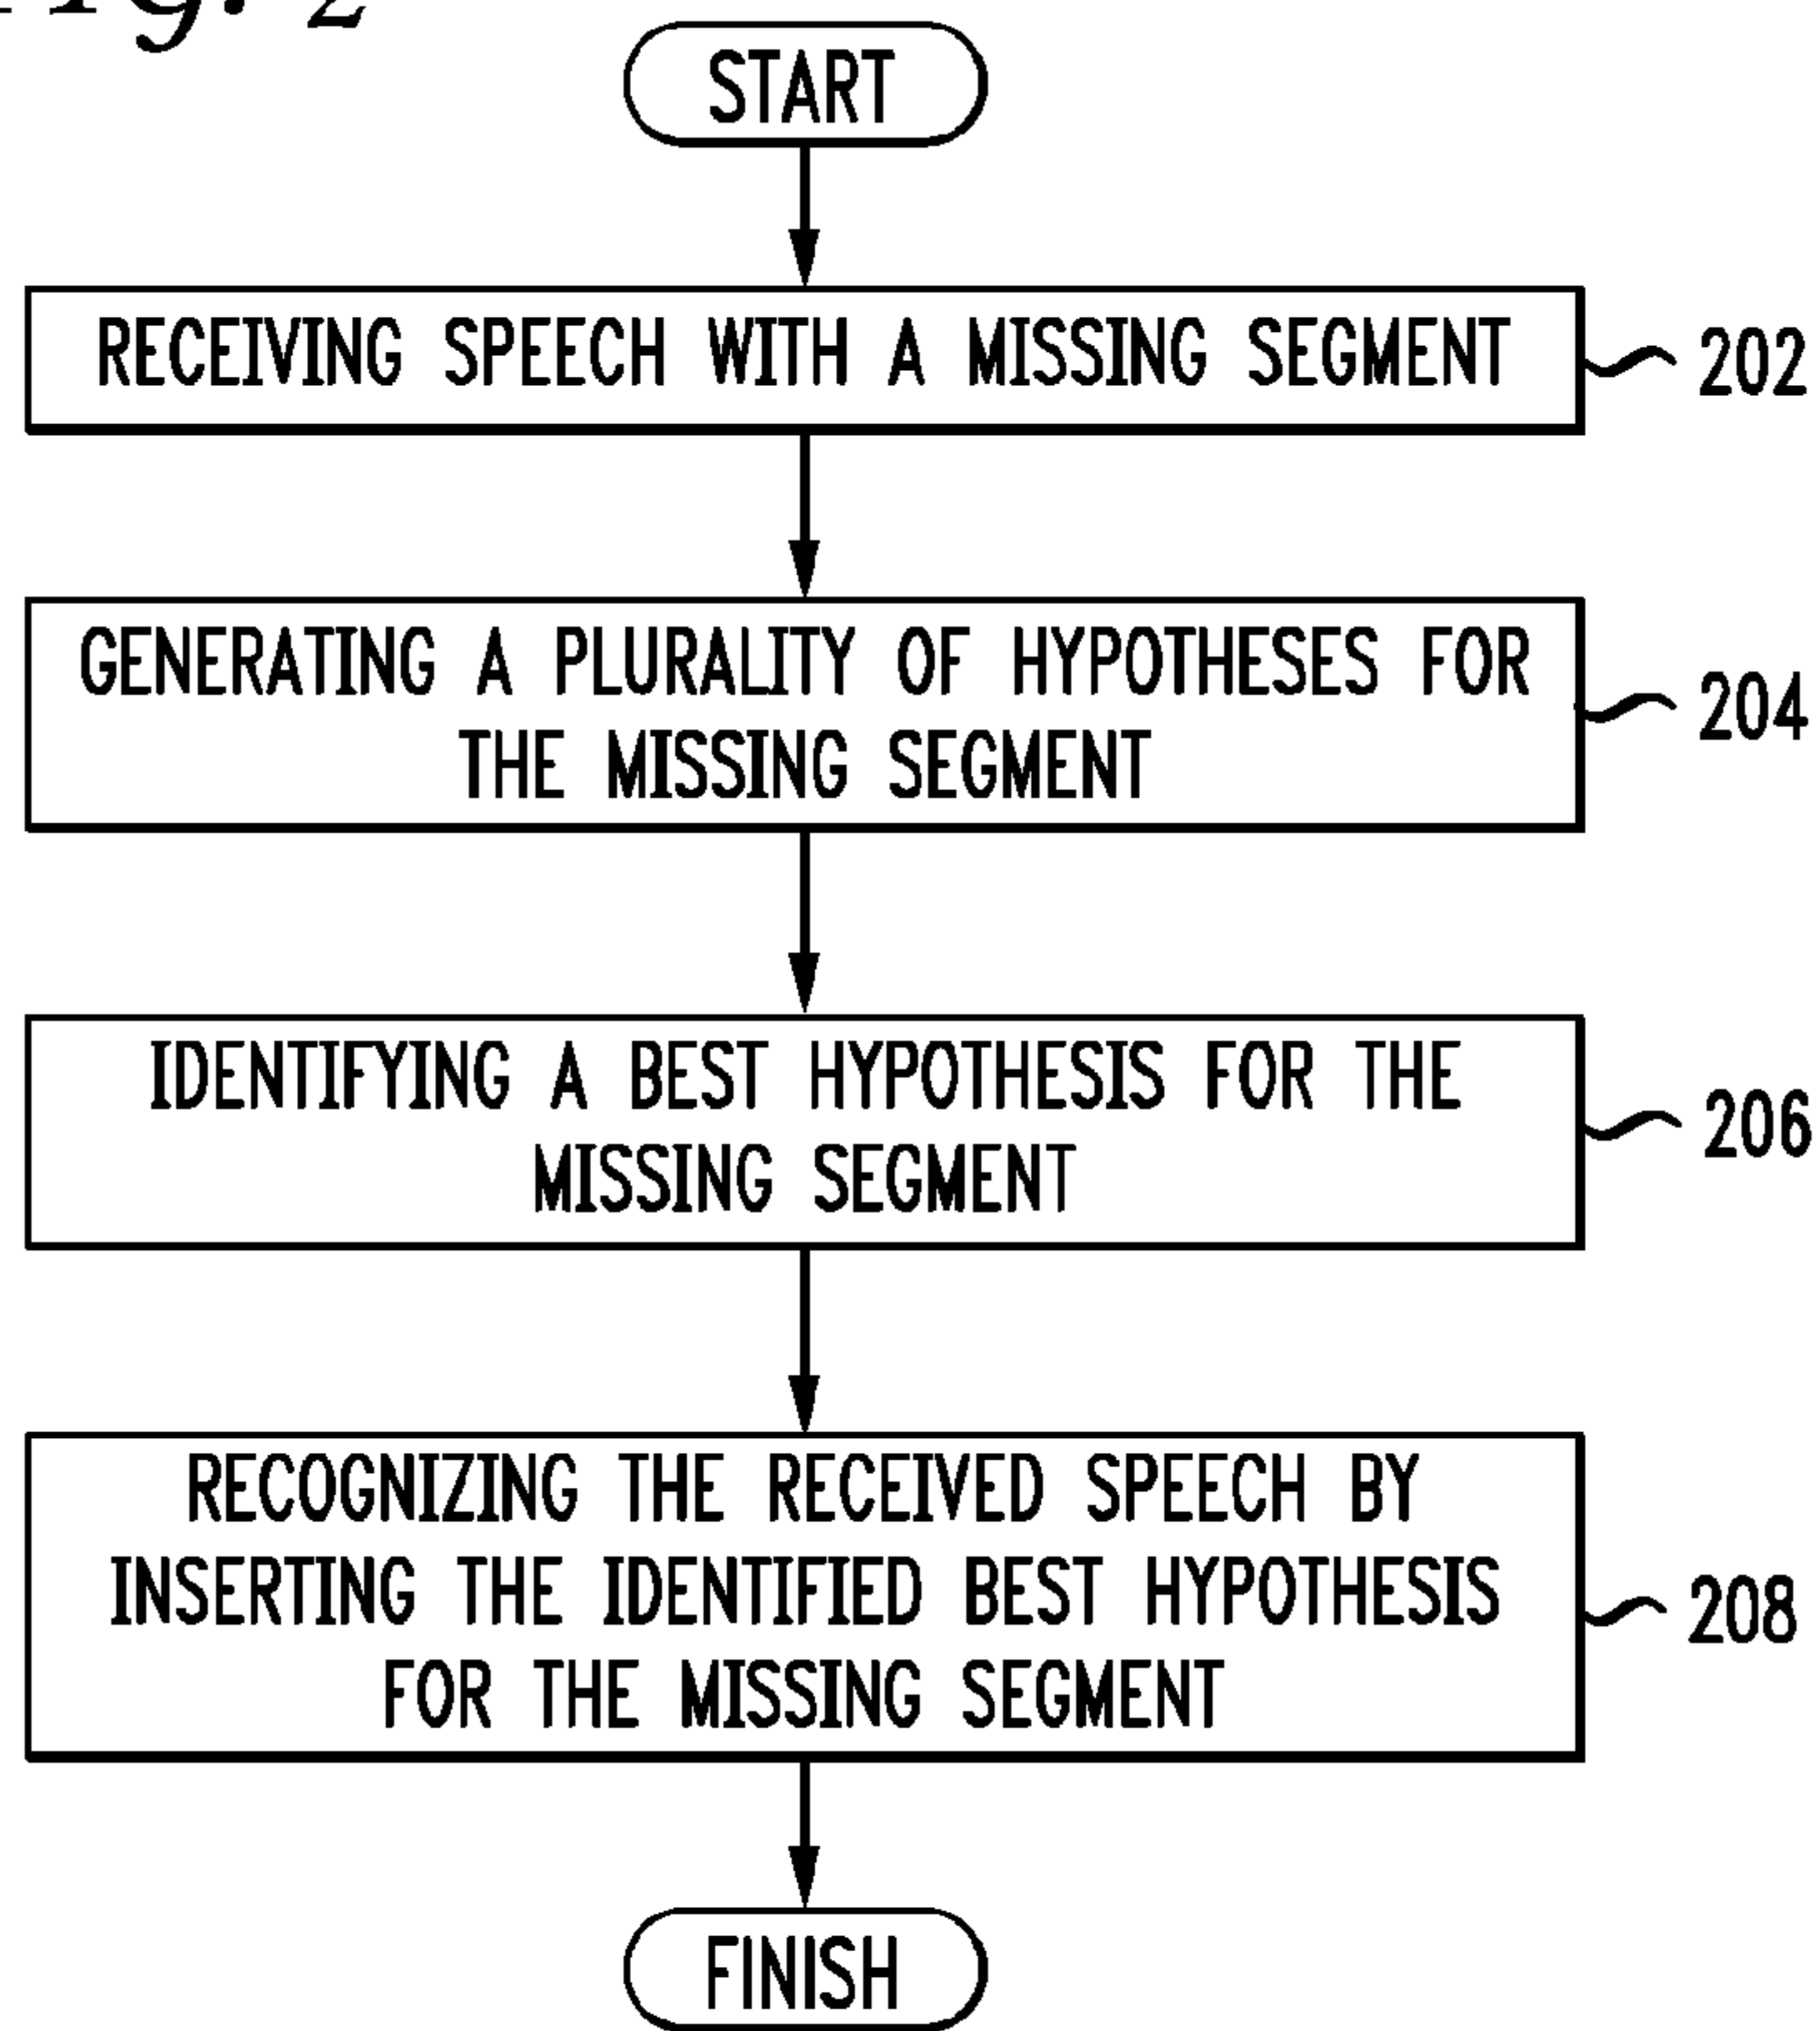 Fig. 2
START
RECEIVING SPEECH WITH A MISSING SEGMENT
202
GENERATING A PLURALITY OF HYPOTHESES FOR
THE MISSING SEGMENT
204
IDENTIFYING A BEST HYPOTHESIS FOR THE
MISSING SEGMENT
206
RECOGNIZING THE RECEIVED SPEECH BY
INSERTING THE IDENTIFIED BEST HYPOTHESIS
FOR THE MISSING SEGMENT
208
FINISH